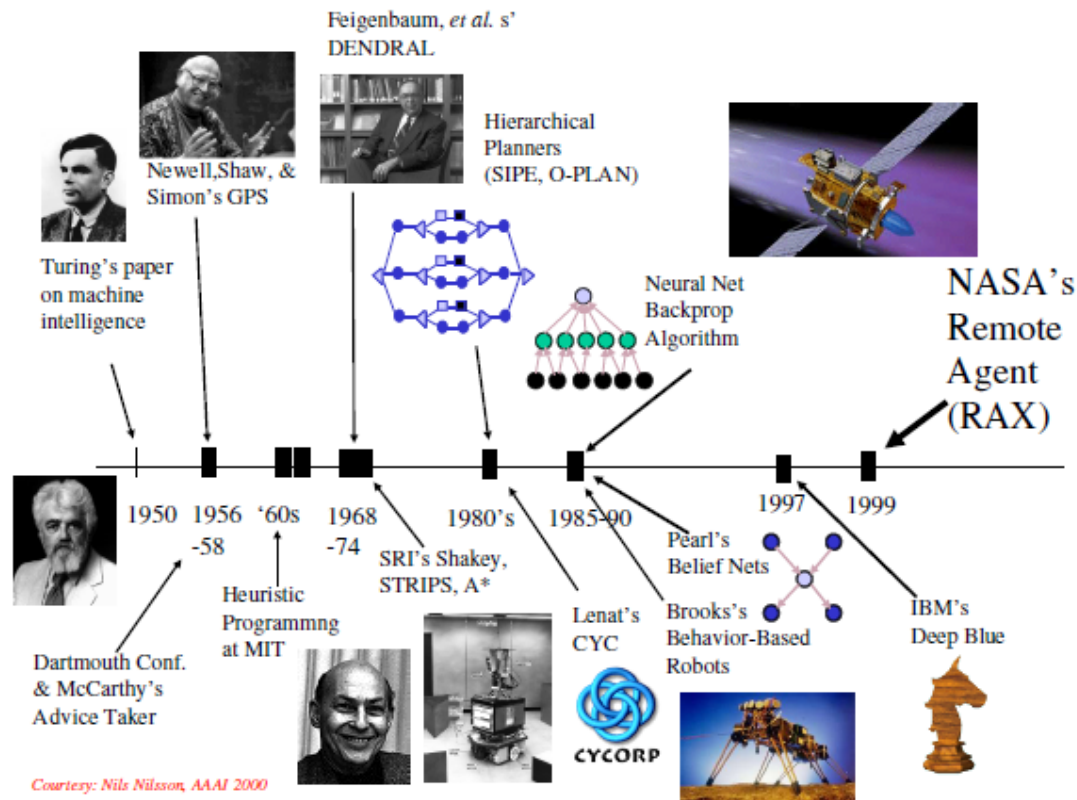 Feigenbaum, et al. s’
DENDRAL
Newell,Shaw, &
Simon’s GPS
Hierarchical
Planners
(SIPE, O-PLAN)
Turing’s paper
on machine
intelligence
Neural Net
Backprop
Algorithm
NASA’s
Remote
Agent
(RAX)
1950
1956
-58
‘60s
1968
-74
1980’s
1985-90
1997
1999
SRI’s Shakey,
STRIPS, A*
Pearl’s
Belief Nets
Heuristic
Programmng
at MIT
Lenat’s
CYC
Brooks’s
Behavior-Based
Robots
IBM’s
Deep Blue
Dartmouth Conf.
& McCarthy’s
Advice Taker
CYCORP
Courtesy: Nils Nilsson, AAAI 2000